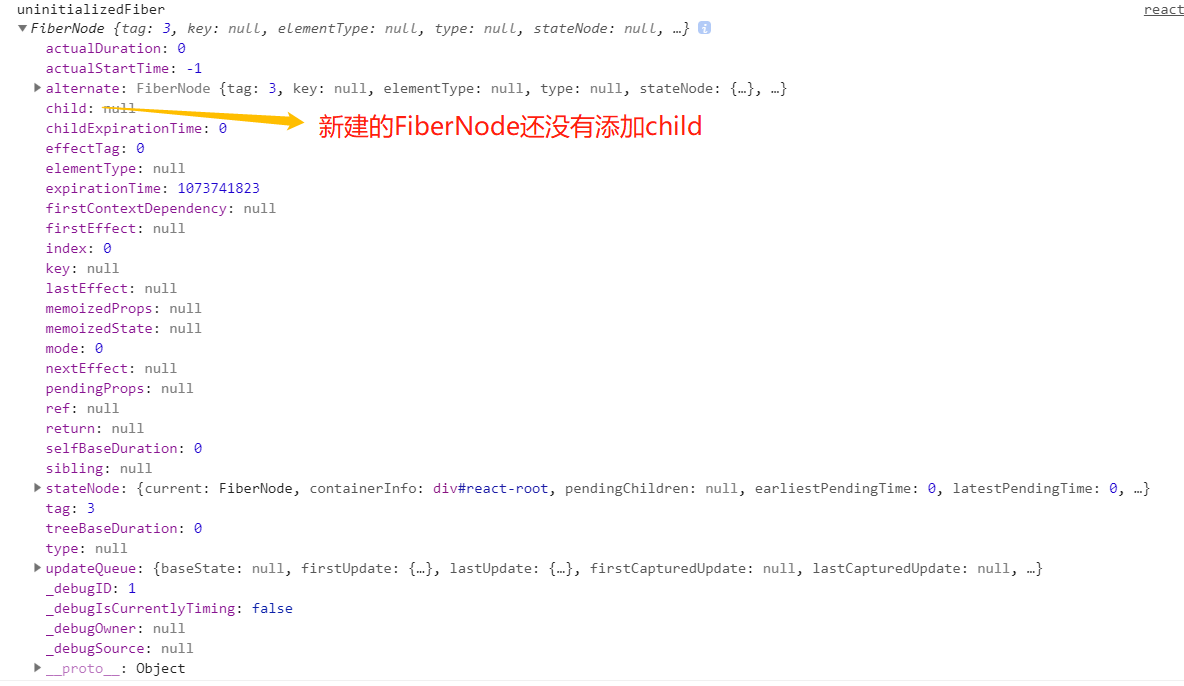 uninitializedFiber
react
FiberNode {tag: 3, key: null, elementType: null, type: null, stateNode: null, …}
actualDuration: 0
actualStartTime: -1
alternate: FiberNode {tag: 3, key: null, elementType: null, type: null, stateNode: {…}, …}
child: null
新建的FiberNode还没有添加child
childExpirationTime: 0
effectTag: 0
elementType: null
expirationTime: 1073741823
firstContextDependency: null
firstEffect: null
index: 0
key: null
lastEffect: null
memoizedProps: null
memoizedState: null
mode: 0
nextEffect: null
pendingProps: null
ref: null
return: null
selfBaseDuration: 0
sibling: null
stateNode: {current: FiberNode, containerInfo: div#react-root, pendingChildren: null, earliestPendingTime: 0, latestPendingTime: 0, …}
tag: 3
treeBaseDuration: 0
type: null
updateQueue: {baseState: null, firstUpdate: {…}, lastUpdate: {…}, firstCapturedUpdate: null, lastCapturedUpdate: null, …}
_debugID: 1
_debugIsCurrentlyTiming: false
_debugOwner: null
_debugSource: null
__proto__: Object